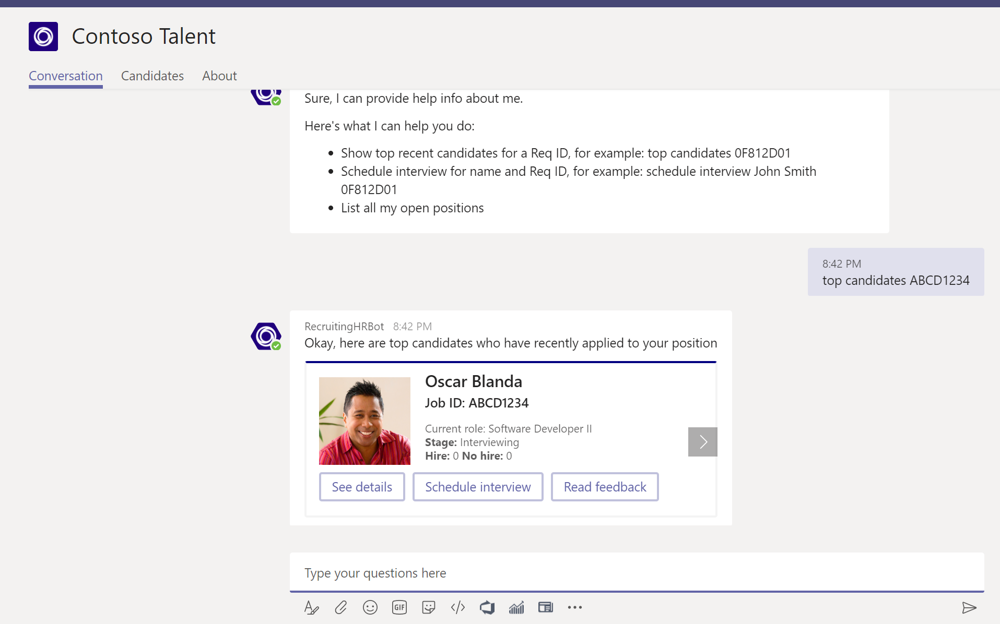 Contoso Talent
Conversation Candidates About
Sure, I can provide help info about me.
Here's what I can help you do:
Show top recent candidates for a Req ID, for example: top candidates 0F812D01
Schedule interview for name and Req ID, for example: schedule interview John Smith
0F812D01
List all my open positions
8:42 PM
top candidates ABCD1234
RecruitingHRBot 8:42 PM
Okay, here are top candidates who have recently applied to your position
Oscar Blanda
Job ID: ABCD1234
Current role: Software Developer II
Stage: Interviewing
Hire: 0 No hire: 0
See details Schedule interview Read feedback
Type your questions here
GIF